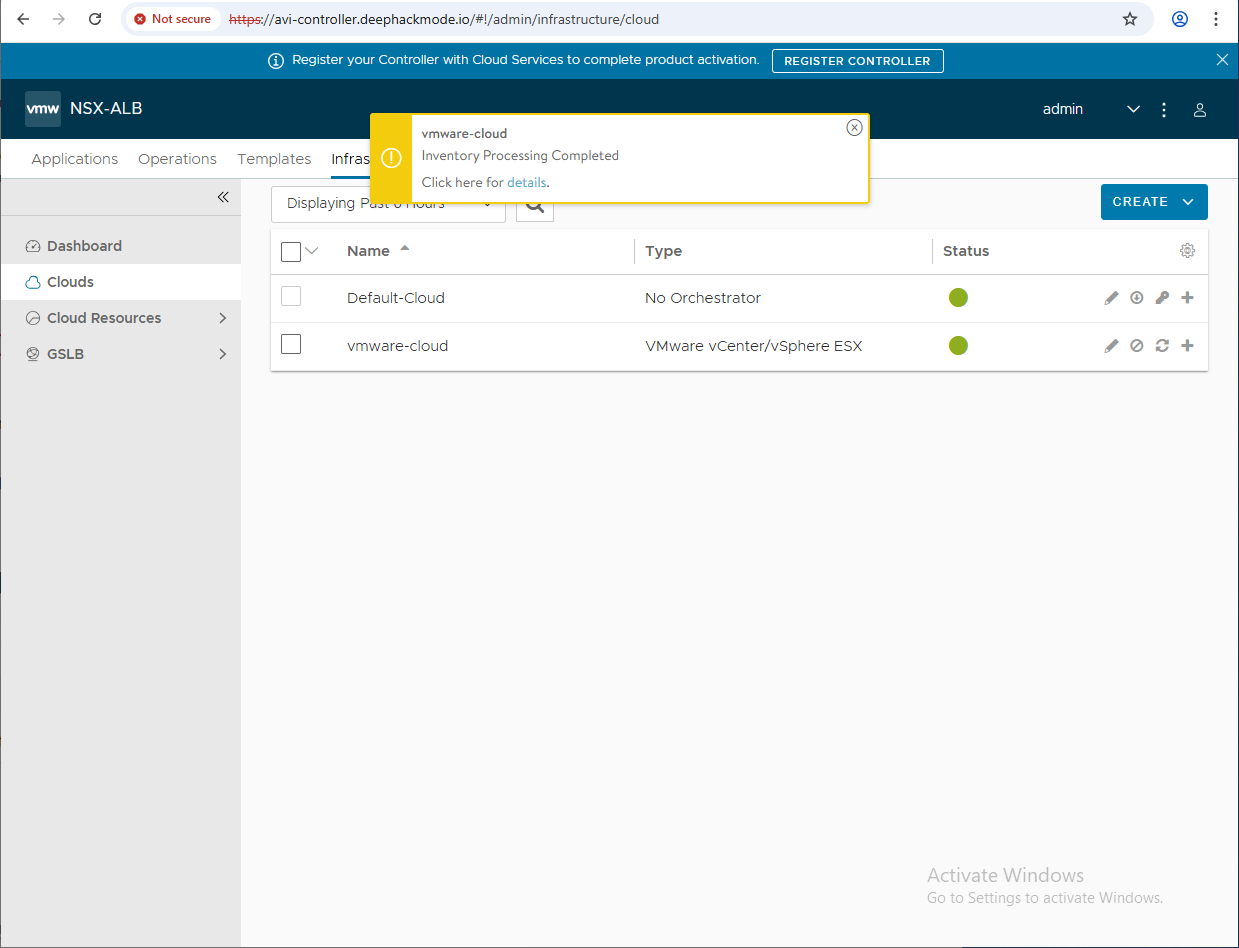 Not secure https://avi-controller.deephackmode.io/#!/admin/infrastructure/cloud
Register your Controller with Cloud Services to complete product activation. REGISTER CONTROLLER
vmw NSX-ALB admin
vmware-cloud
Inventory Processing Completed
Click here for details.
Applications Operations Templates Infras
Displaying Past 6 Hours CREATE
Name Type Status
Dashboard
Clouds
Cloud Resources
GSLB
Default-Cloud No Orchestrator
vmware-cloud VMware vCenter/vSphere ESX
Activate Windows
Go to Settings to activate Windows.